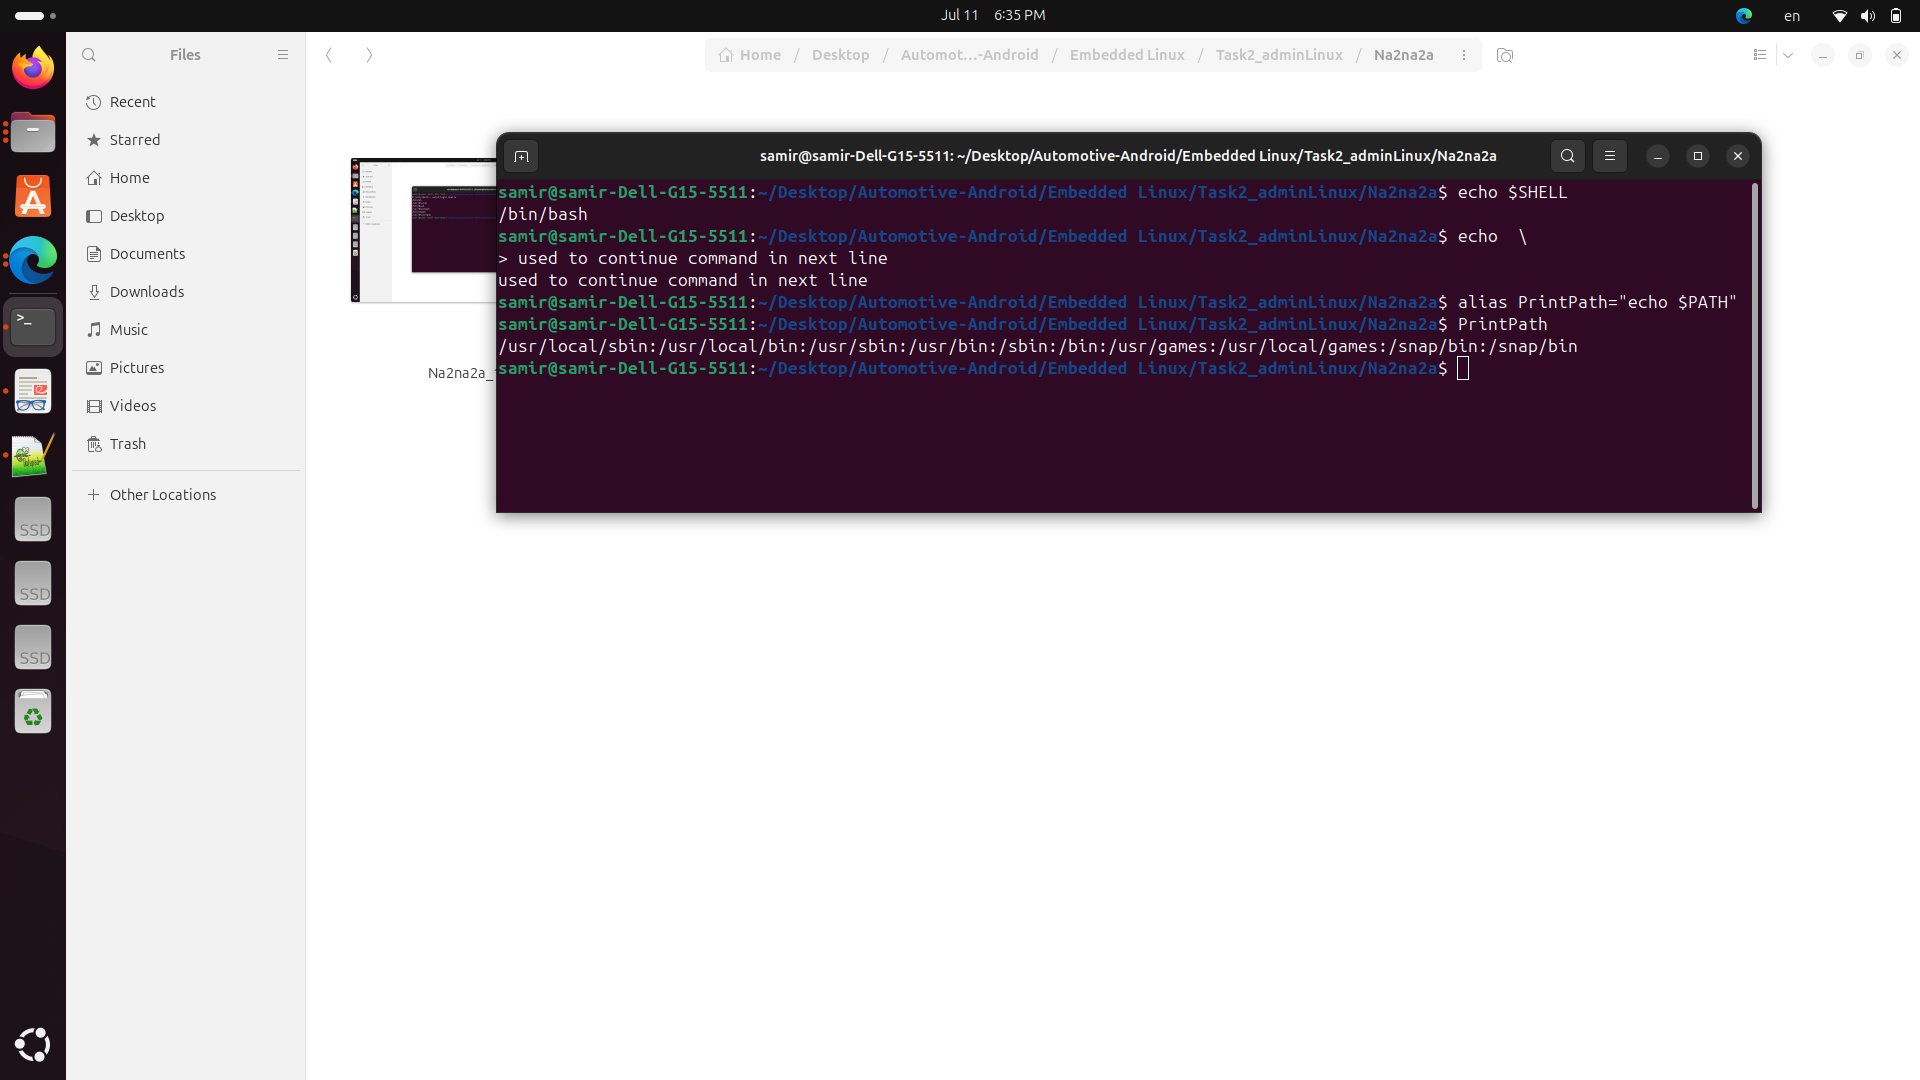 Jul 11 6:35 PM
en
Files
Home / Desktop / Automot...-Android / Embedded Linux / Task2_adminLinux / Na2na2a
Recent
Starred
Home
Desktop
Documents
Downloads
Music
Pictures
Videos
Trash
Other Locations
SSD
SSD
SSD
Na2na2a_
samir@samir-Dell-G15-5511: ~/Desktop/Automotive-Android/Embedded Linux/Task2_adminLinux/Na2na2a
samir@samir-Dell-G15-5511:~/Desktop/Automotive-Android/Embedded Linux/Task2_adminLinux/Na2na2a$ echo $SHELL
/bin/bash
samir@samir-Dell-G15-5511:~/Desktop/Automotive-Android/Embedded Linux/Task2_adminLinux/Na2na2a$ echo  \
> used to continue command in next line
used to continue command in next line
samir@samir-Dell-G15-5511:~/Desktop/Automotive-Android/Embedded Linux/Task2_adminLinux/Na2na2a$ alias PrintPath="echo $PATH"
samir@samir-Dell-G15-5511:~/Desktop/Automotive-Android/Embedded Linux/Task2_adminLinux/Na2na2a$ PrintPath
/usr/local/sbin:/usr/local/bin:/usr/sbin:/usr/bin:/sbin:/bin:/usr/games:/usr/local/games:/snap/bin:/snap/bin
samir@samir-Dell-G15-5511:~/Desktop/Automotive-Android/Embedded Linux/Task2_adminLinux/Na2na2a$